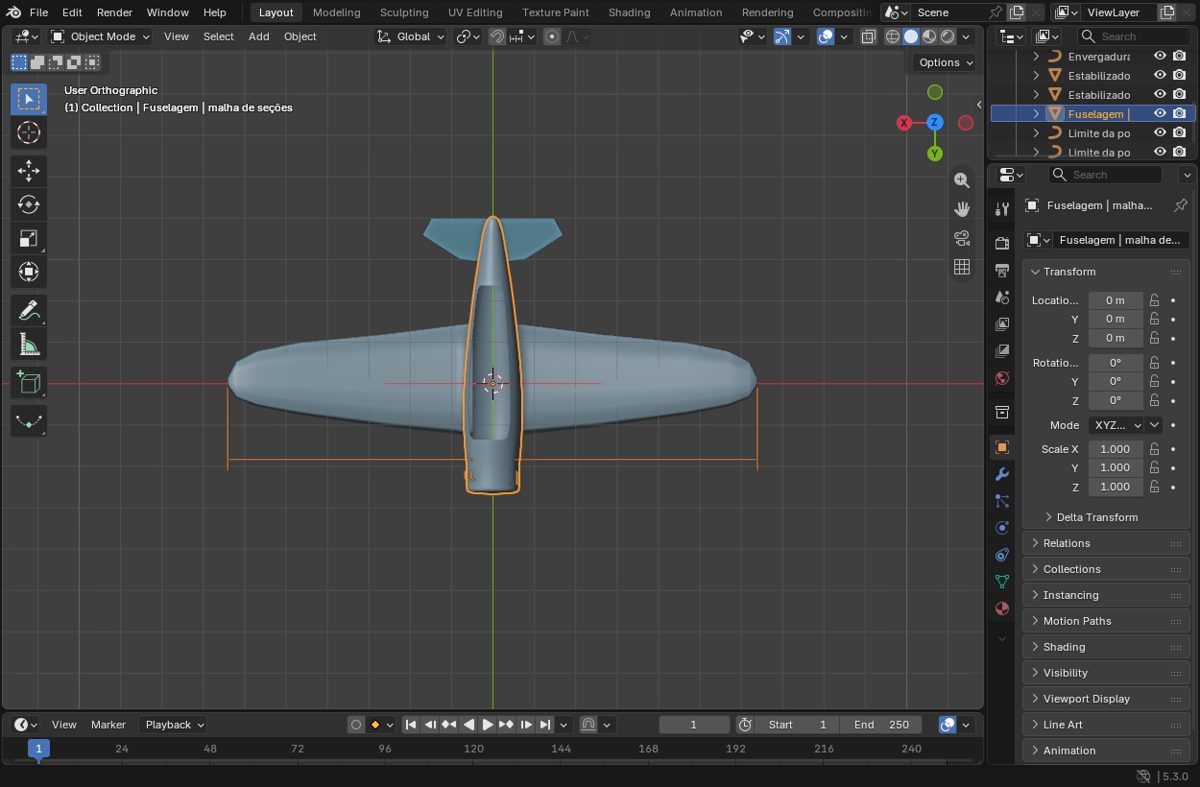 File Edit Render Window Help Layout Modeling Sculpting UV Editing Texture Paint Shading Animation Rendering Compositi Scene ViewLayer
Object Mode View Select Add Object Global Search
Options
User Orthographic
(1) Collection | Fuselagem | malha de seções
X Z Y
Envergadura
Estabilizado
Estabilizado
Fuselagem |
Limite da po
Limite da po
Search
Fuselagem | malha...
Fuselagem | malha de...
Transform
Locatio... 0 m
Y 0 m
Z 0 m
Rotatio... 0°
Y 0°
Z 0°
Mode XYZ...
Scale X 1.000
Y 1.000
Z 1.000
Delta Transform
Relations
Collections
Instancing
Motion Paths
Shading
Visibility
Viewport Display
Line Art
Animation
View Marker Playback 1 Start 1 End 250
1 24 48 72 96 120 144 168 192 216 240
5.3.0